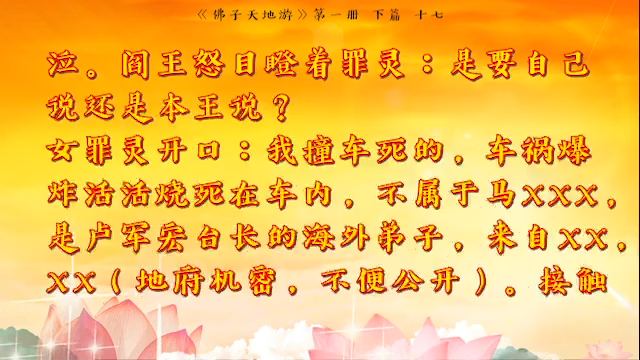 《佛子天地游》第一册 下篇 十七
泣。阎王怒目瞪着罪灵：是要自己
说还是本王说？
女罪灵开口：我撞车死的，车祸爆
炸活活烧死在车内，不属于马XXX，
是卢军宏台长的海外弟子，来自XX，
XX（地府机密，不便公开）。接触